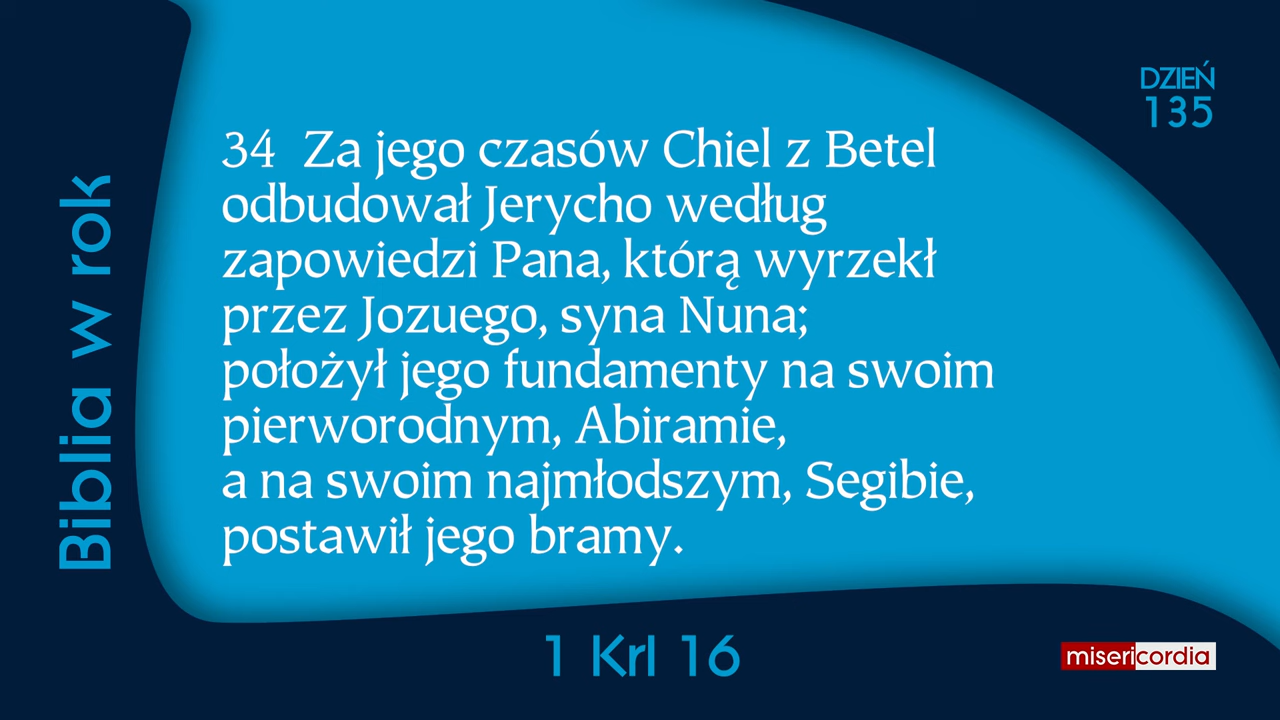 DZIEŃ
135
34 Za jego czasów Chiel z Betel
odbudował Jerycho według
zapowiedzi Pana, którą wyrzekł
przez Jozuego, syna Nuna;
położył jego fundamenty na swoim
pierworodnym, Abiramie,
a na swoim najmłodszym, Segibie,
postawił jego bramy.
Biblia w rok
1 Krl 16
misericordia